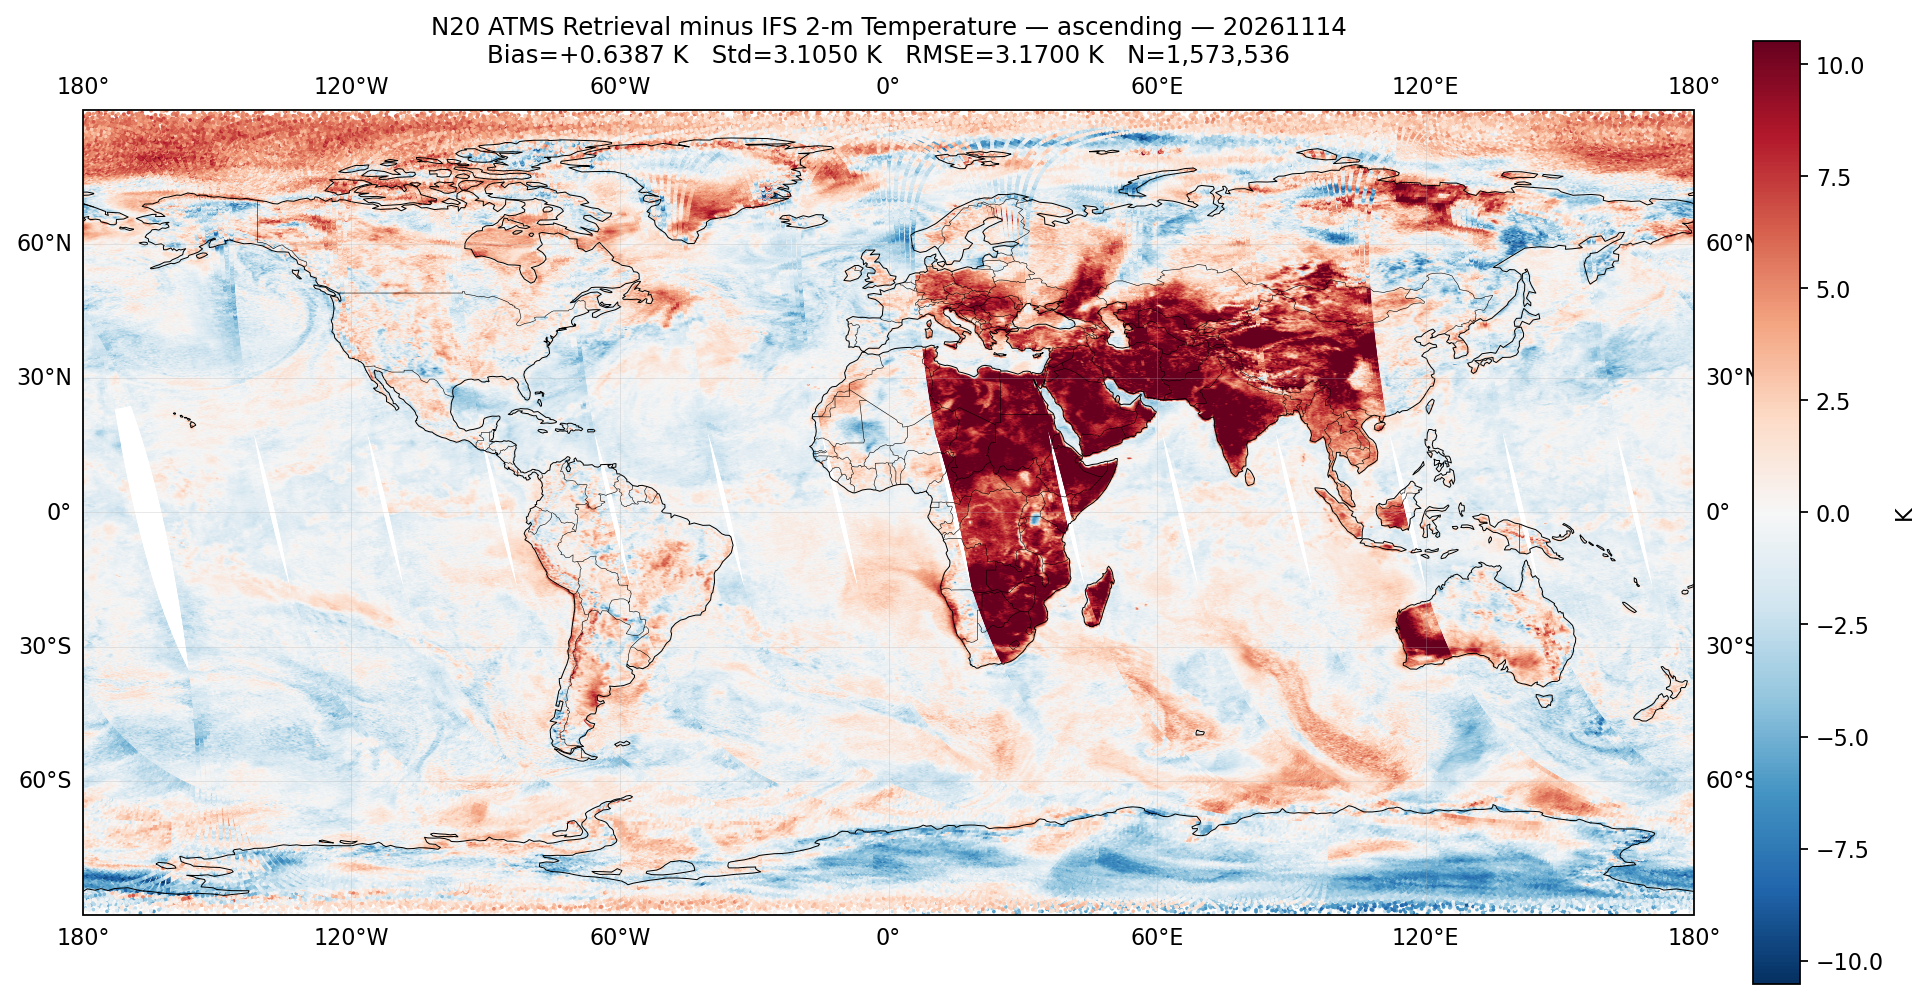 N20 ATMS Retrieval minus IFS 2-m Temperature — ascending — 20261114
Bias=+0.6387 K   Std=3.1050 K   RMSE=3.1700 K   N=1,573,536
180° 120°W 60°W 0° 60°E 120°E 180°
60°N 60°N
30°N 30°N
0° 0°
30°S 30°S
60°S 60°S
180° 120°W 60°W 0° 60°E 120°E 180°
10.0
7.5
5.0
2.5
0.0
−2.5
−5.0
−7.5
−10.0
K